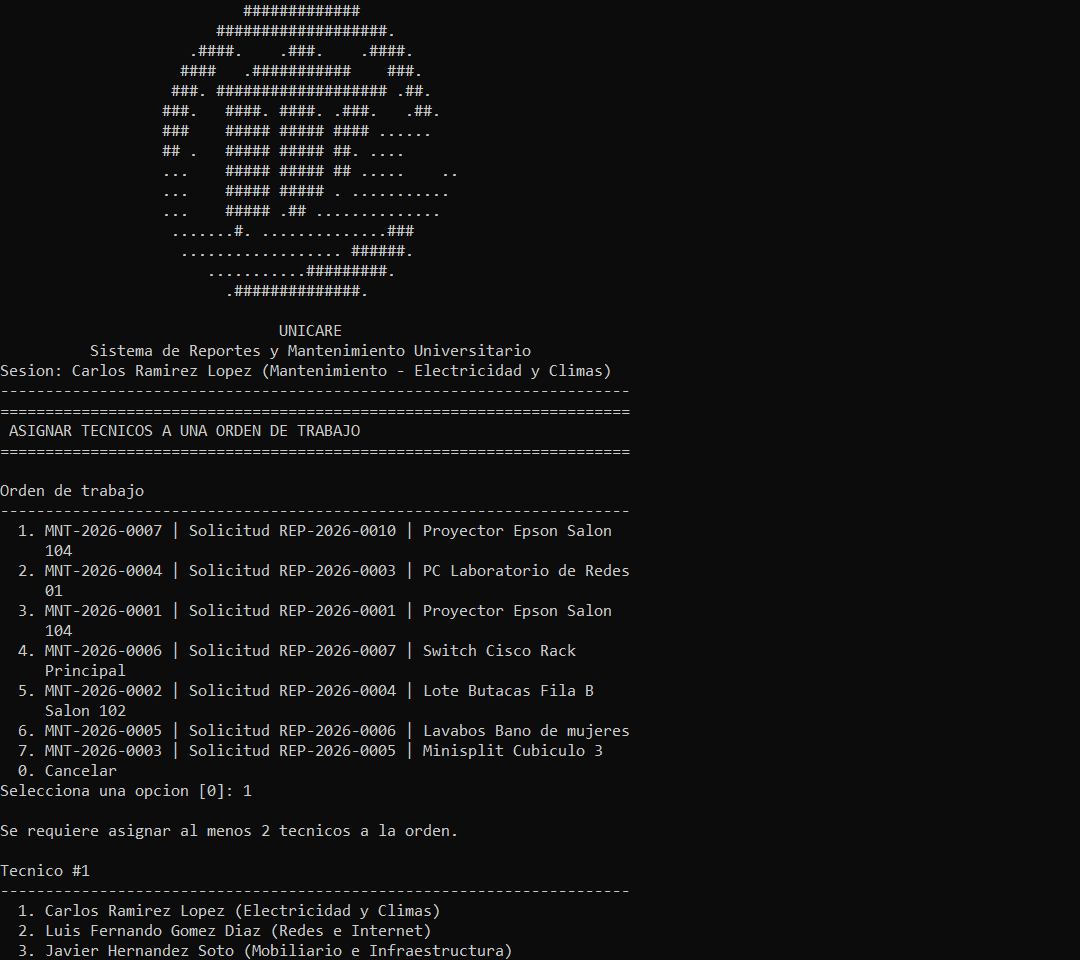 #############
###################.
.####.    .###.    .####.
####   .###########    ###.
###. ################### .##.
###.   ####. ####. .###.   .##.
###    ##### ##### #### ......
## .   ##### ##### ##. ....
...    ##### ##### ## .....    ..
...    ##### ##### . ...........
...    ##### .## ..............
.......#. ..............###
.................. ######.
...........#########.
.##############.
UNICARE
Sistema de Reportes y Mantenimiento Universitario
Sesion: Carlos Ramirez Lopez (Mantenimiento - Electricidad y Climas)
----------------------------------------------------------------------
======================================================================
ASIGNAR TECNICOS A UNA ORDEN DE TRABAJO
======================================================================
Orden de trabajo
----------------------------------------------------------------------
1. MNT-2026-0007 | Solicitud REP-2026-0010 | Proyector Epson Salon
104
2. MNT-2026-0004 | Solicitud REP-2026-0003 | PC Laboratorio de Redes
01
3. MNT-2026-0001 | Solicitud REP-2026-0001 | Proyector Epson Salon
104
4. MNT-2026-0006 | Solicitud REP-2026-0007 | Switch Cisco Rack
Principal
5. MNT-2026-0002 | Solicitud REP-2026-0004 | Lote Butacas Fila B
Salon 102
6. MNT-2026-0005 | Solicitud REP-2026-0006 | Lavabos Bano de mujeres
7. MNT-2026-0003 | Solicitud REP-2026-0005 | Minisplit Cubiculo 3
0. Cancelar
Selecciona una opcion [0]: 1
Se requiere asignar al menos 2 tecnicos a la orden.
Tecnico #1
----------------------------------------------------------------------
1. Carlos Ramirez Lopez (Electricidad y Climas)
2. Luis Fernando Gomez Diaz (Redes e Internet)
3. Javier Hernandez Soto (Mobiliario e Infraestructura)